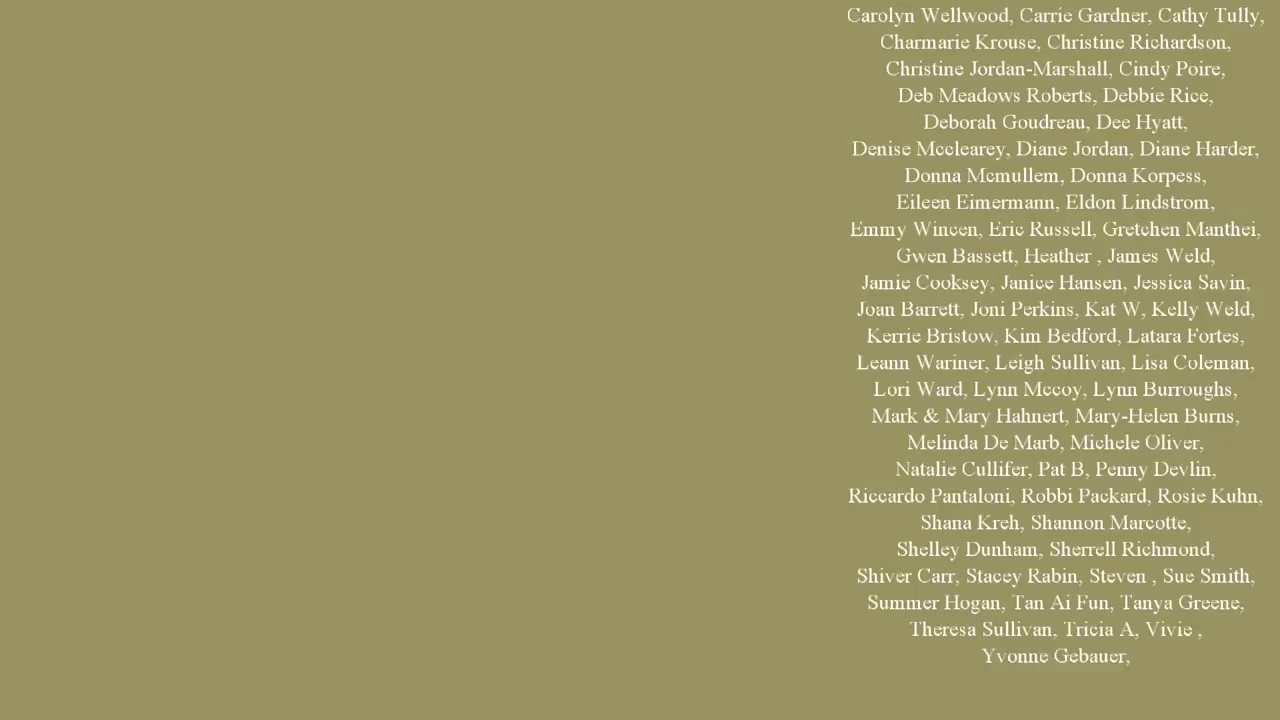 Carolyn Wellwood, Carrie Gardner, Cathy Tully,
Charmarie Krouse, Christine Richardson,
Christine Jordan-Marshall, Cindy Poire,
Deb Meadows Roberts, Debbie Rice,
Deborah Goudreau, Dee Hyatt,
Denise Mcclearey, Diane Jordan, Diane Harder,
Donna Mcmullem, Donna Korpess,
Eileen Eimermann, Eldon Lindstrom,
Emmy Wincen, Eric Russell, Gretchen Manthei,
Gwen Bassett, Heather , James Weld,
Jamie Cooksey, Janice Hansen, Jessica Savin,
Joan Barrett, Joni Perkins, Kat W, Kelly Weld,
Kerrie Bristow, Kim Bedford, Latara Fortes,
Leann Wariner, Leigh Sullivan, Lisa Coleman,
Lori Ward, Lynn Mccoy, Lynn Burroughs,
Mark & Mary Hahnert, Mary-Helen Burns,
Melinda De Marb, Michele Oliver,
Natalie Cullifer, Pat B, Penny Devlin,
Riccardo Pantaloni, Robbi Packard, Rosie Kuhn,
Shana Kreh, Shannon Marcotte,
Shelley Dunham, Sherrell Richmond,
Shiver Carr, Stacey Rabin, Steven , Sue Smith,
Summer Hogan, Tan Ai Fun, Tanya Greene,
Theresa Sullivan, Tricia A, Vivie ,
Yvonne Gebauer,